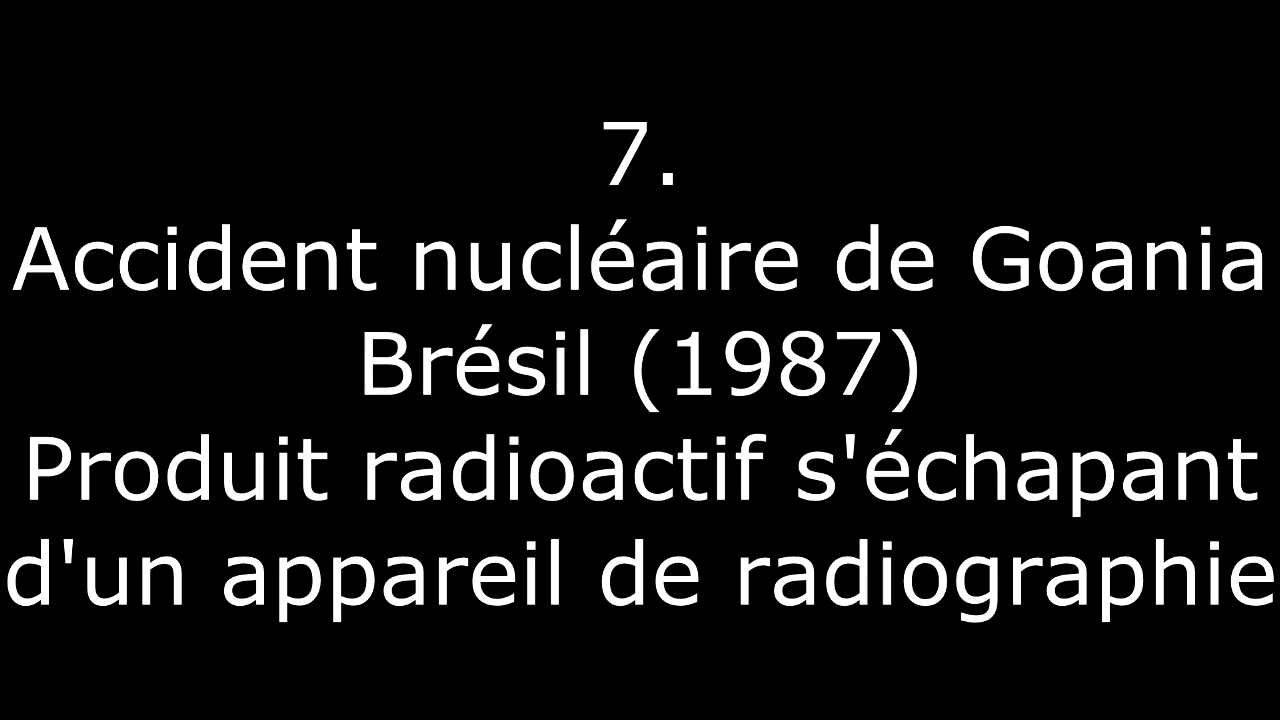 7.
Accident nucléaire de Goania
Brésil (1987)
Produit radioactif s'échapant
d'un appareil de radiographie